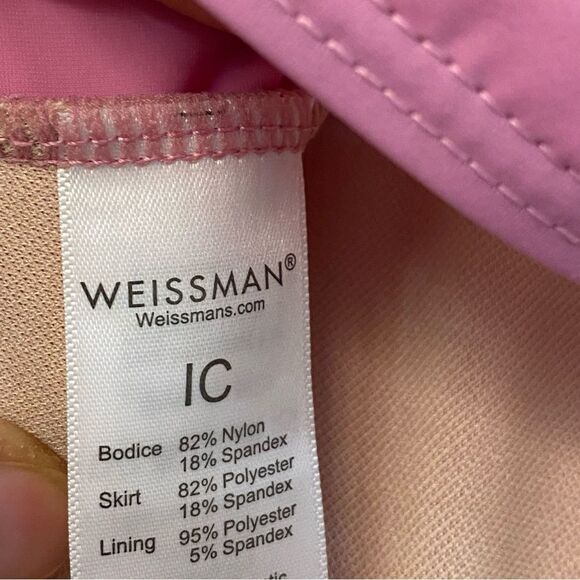 WEISSMAN®
Weissmans.com
IC
Bodice 82% Nylon
18% Spandex
Skirt 82% Polyester
18% Spandex
Lining 95% Polyester
5% Spandex